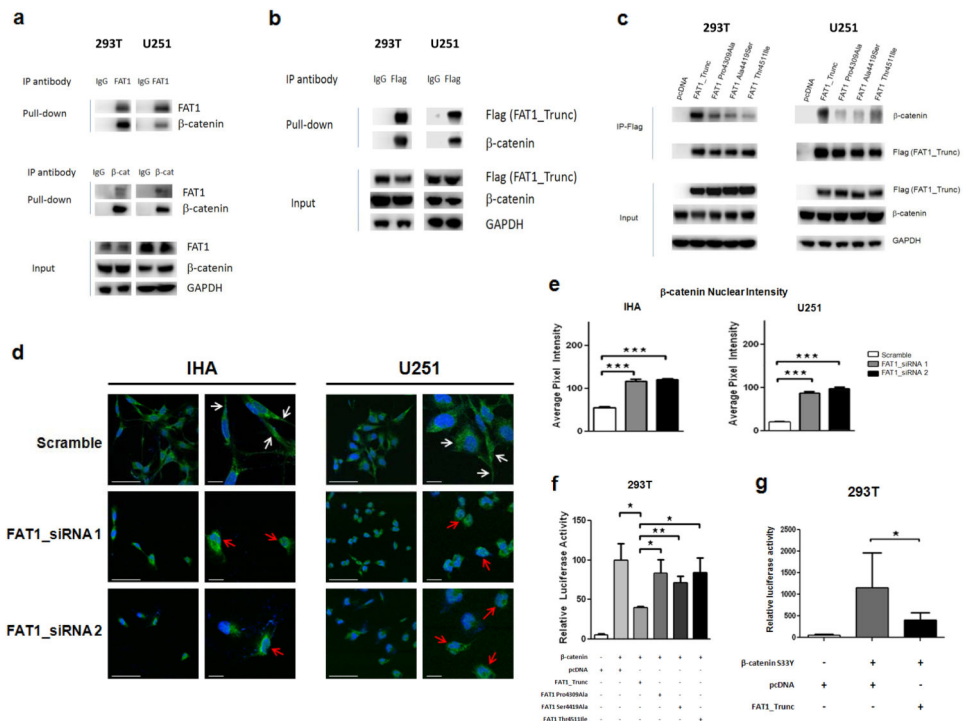 a
293T U251
IP antibody IgG FAT1 IgG FAT1
Pull-down FAT1
β-catenin
IP antibody IgG β-cat IgG β-cat
Pull-down FAT1
β-catenin
Input FAT1
β-catenin
GAPDH
b
293T U251
IP antibody IgG Flag IgG Flag
Pull-down Flag (FAT1_Trunc)
β-catenin
Input Flag (FAT1_Trunc)
β-catenin
GAPDH
c
293T U251
pcDNA FAT1_Trunc FAT1 Pro4309Ala FAT1 Ala4419Ser FAT1 Thr4511Ile pcDNA FAT1_Trunc FAT1 Pro4309Ala FAT1 Ala4419Ser FAT1 Thr4511Ile
IP-Flag β-catenin
Flag (FAT1_Trunc)
Input Flag (FAT1_Trunc)
β-catenin
GAPDH
d
IHA U251
Scramble
FAT1_siRNA 1
FAT1_siRNA 2
e
β-catenin Nuclear Intensity
IHA
Average Pixel Intensity
200
100
0
***
***
U251
Average Pixel Intensity
200
100
0
***
***
Scramble
FAT1_siRNA 1
FAT1_siRNA 2
f
293T
Relative Luciferase Activity
150
100
50
0
* * ** *
β-catenin - + + + + +
pcDNA + + - - - -
FAT1_Trunc - - + - - -
FAT1 Pro4309Ala - - - + - -
FAT1 Ser4419Ala - - - - + -
FAT1 Thr4511Ile - - - - - +
g
293T
Relative luciferase activity
2500
2000
1500
1000
500
0
*
β-catenin S33Y - + +
pcDNA + + -
FAT1_Trunc - - +